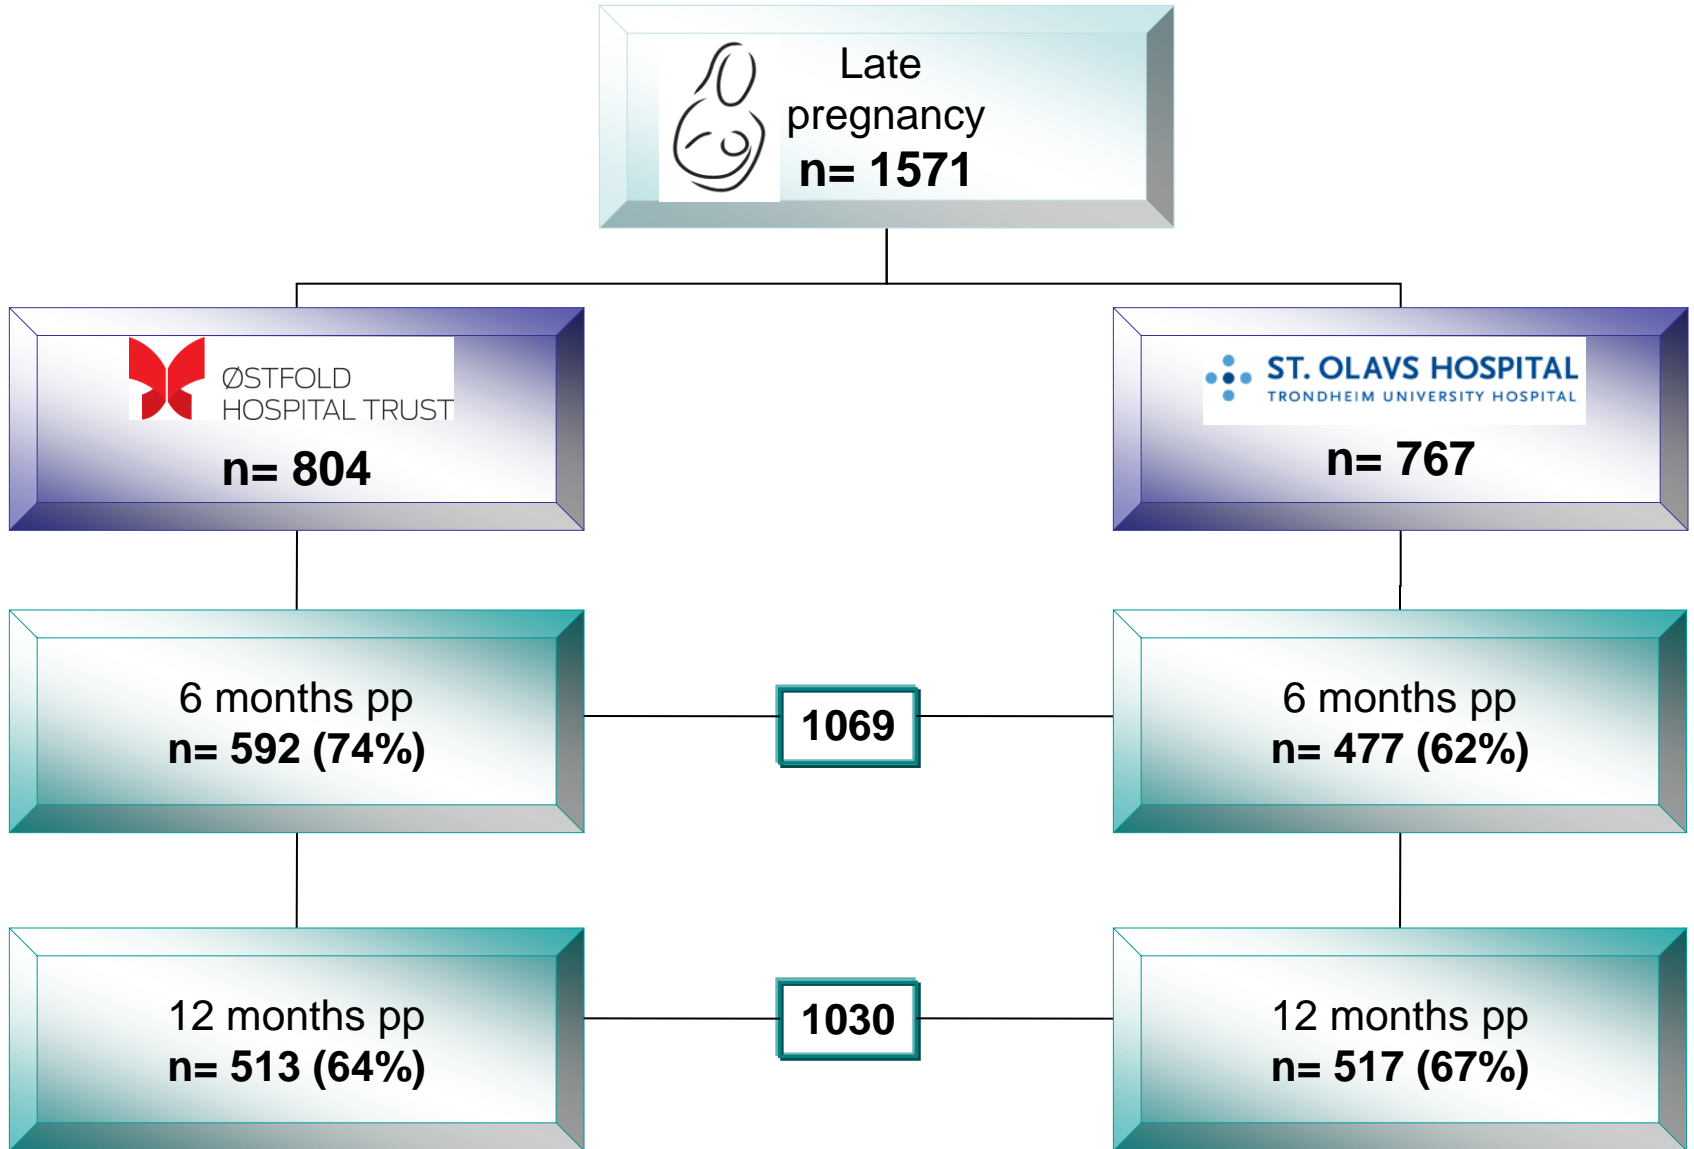 Late
pregnancy
n= 1571
ØSTFOLD
HOSPITAL TRUST
n= 804
ST. OLAVS HOSPITAL
TRONDHEIM UNIVERSITY HOSPITAL
n= 767
6 months pp
n= 592 (74%)
1069
6 months pp
n= 477 (62%)
12 months pp
n= 513 (64%)
1030
12 months pp
n= 517 (67%)